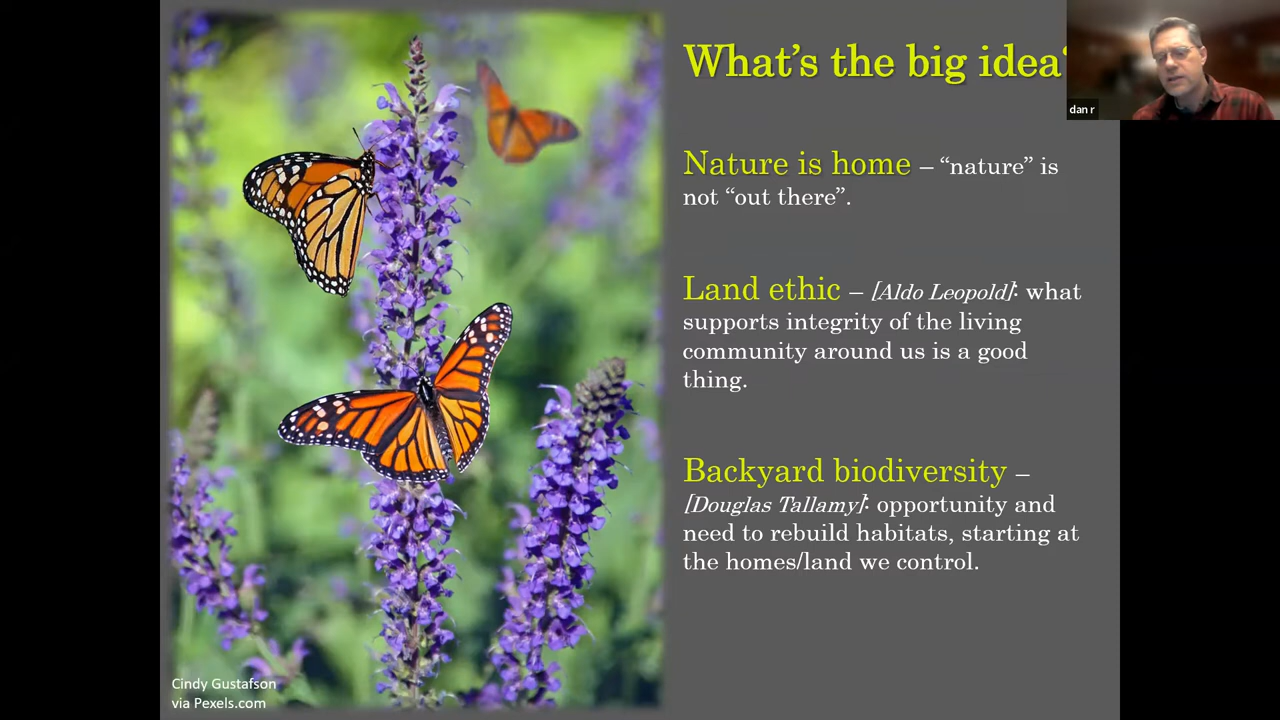 What's the big idea?
dan r
Nature is home – “nature” is
not “out there”.
Land ethic – [Aldo Leopold]: what
supports integrity of the living
community around us is a good
thing.
Backyard biodiversity –
[Douglas Tallamy]: opportunity and
need to rebuild habitats, starting at
the homes/land we control.
Cindy Gustafson
via Pexels.com